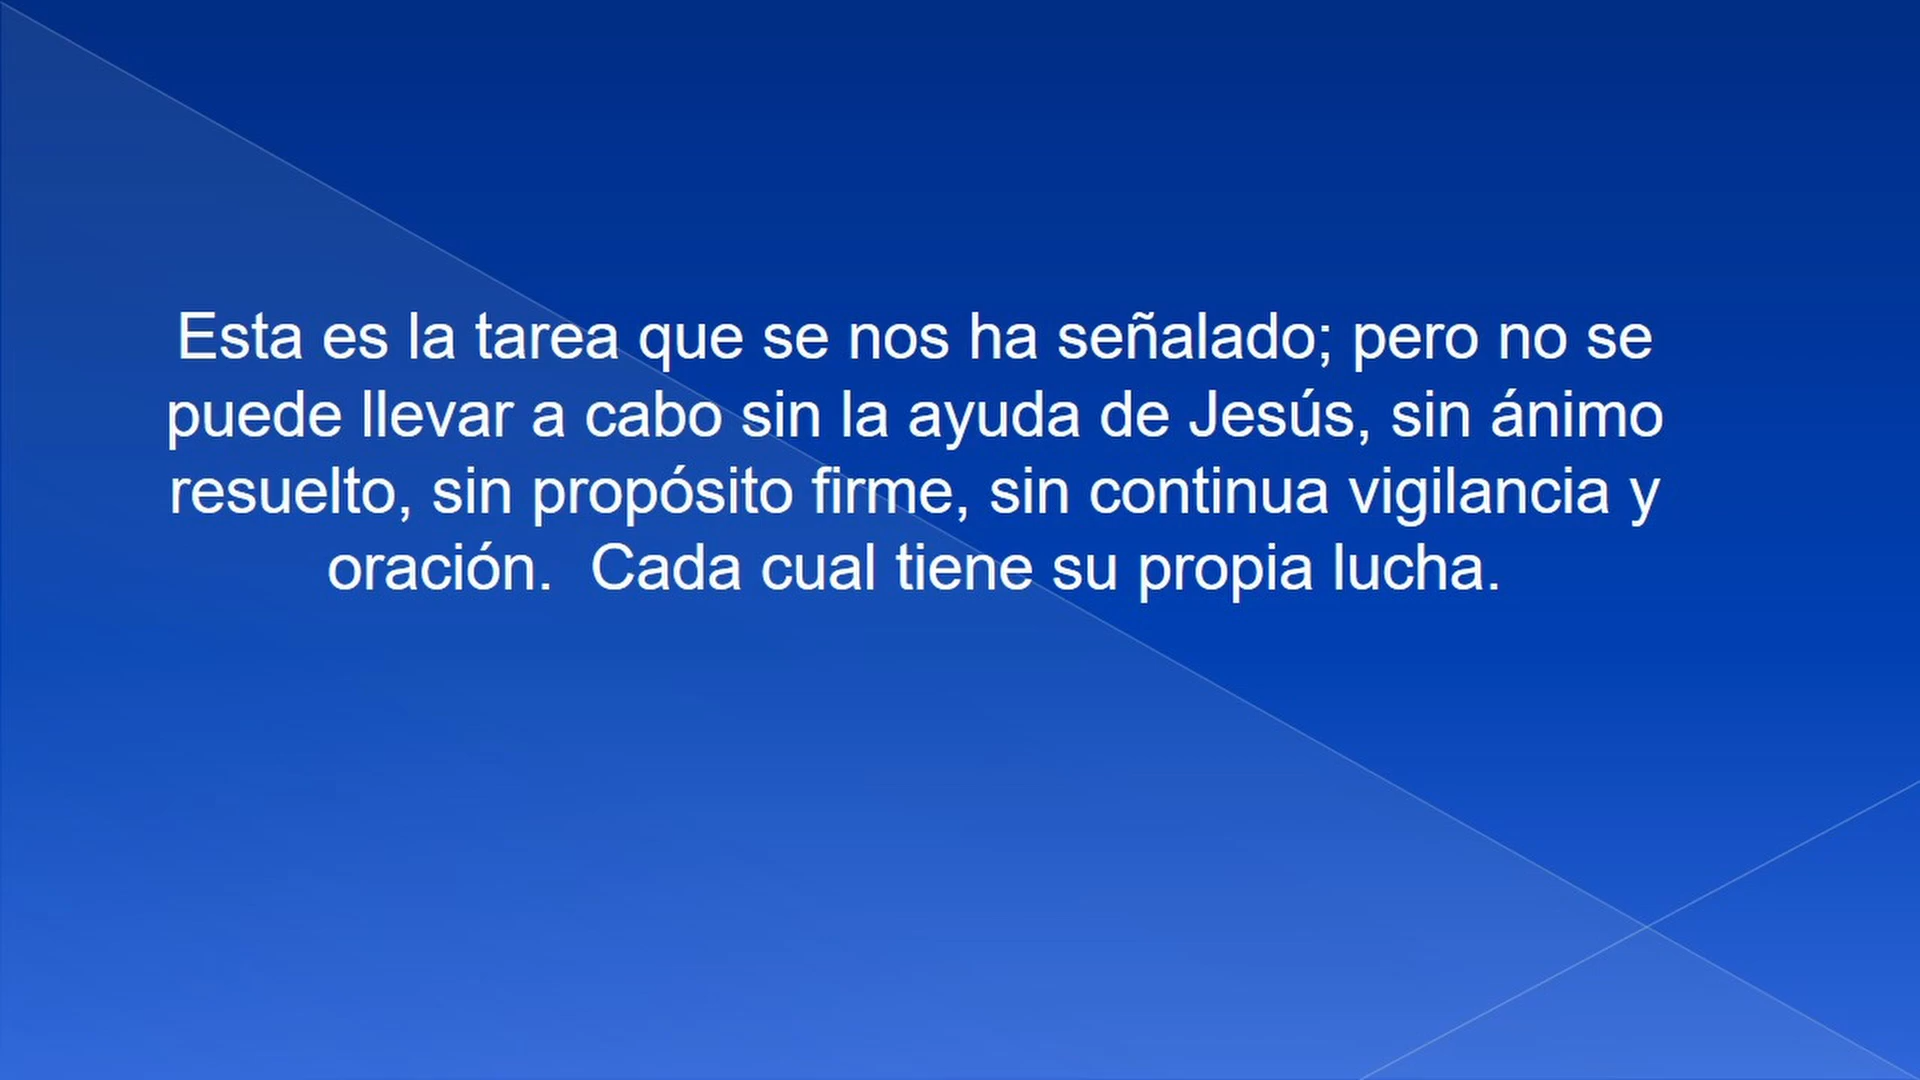 Esta es la tarea que se nos ha señalado; pero no se
puede llevar a cabo sin la ayuda de Jesús, sin ánimo
resuelto, sin propósito firme, sin continua vigilancia y
oración.  Cada cual tiene su propia lucha.